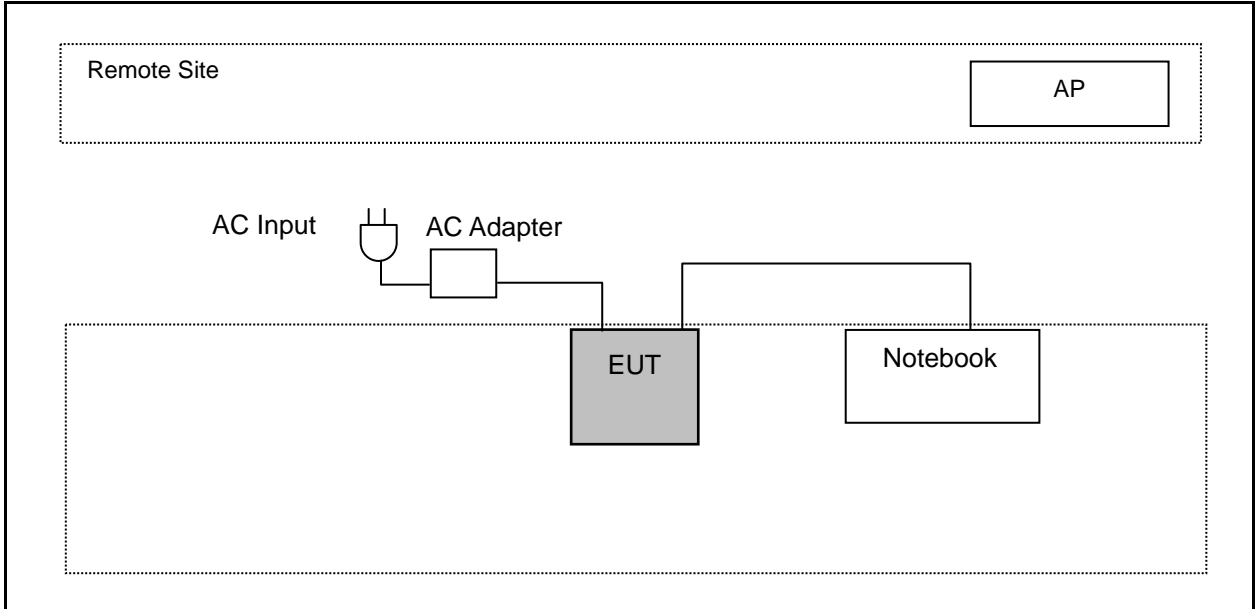 Remote Site
AP
AC Input
AC Adapter
EUT
Notebook